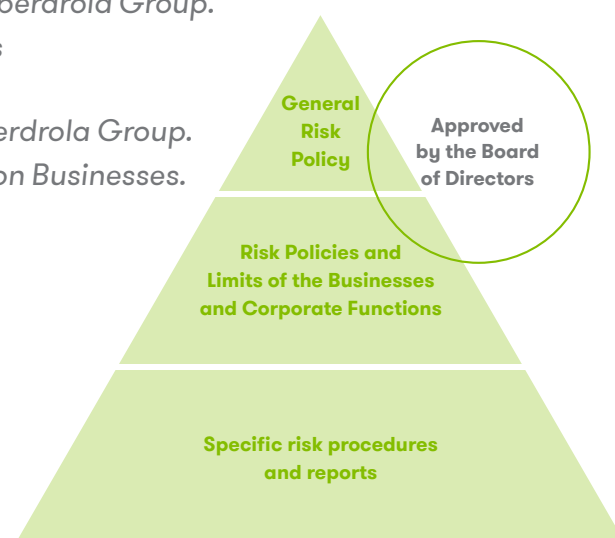 Iberdrola Group.
s
erdrola Group.
on Businesses.
General
Risk
Policy
Approved
by the Board
of Directors
Risk Policies and
Limits of the Businesses
and Corporate Functions
Specific risk procedures
and reports